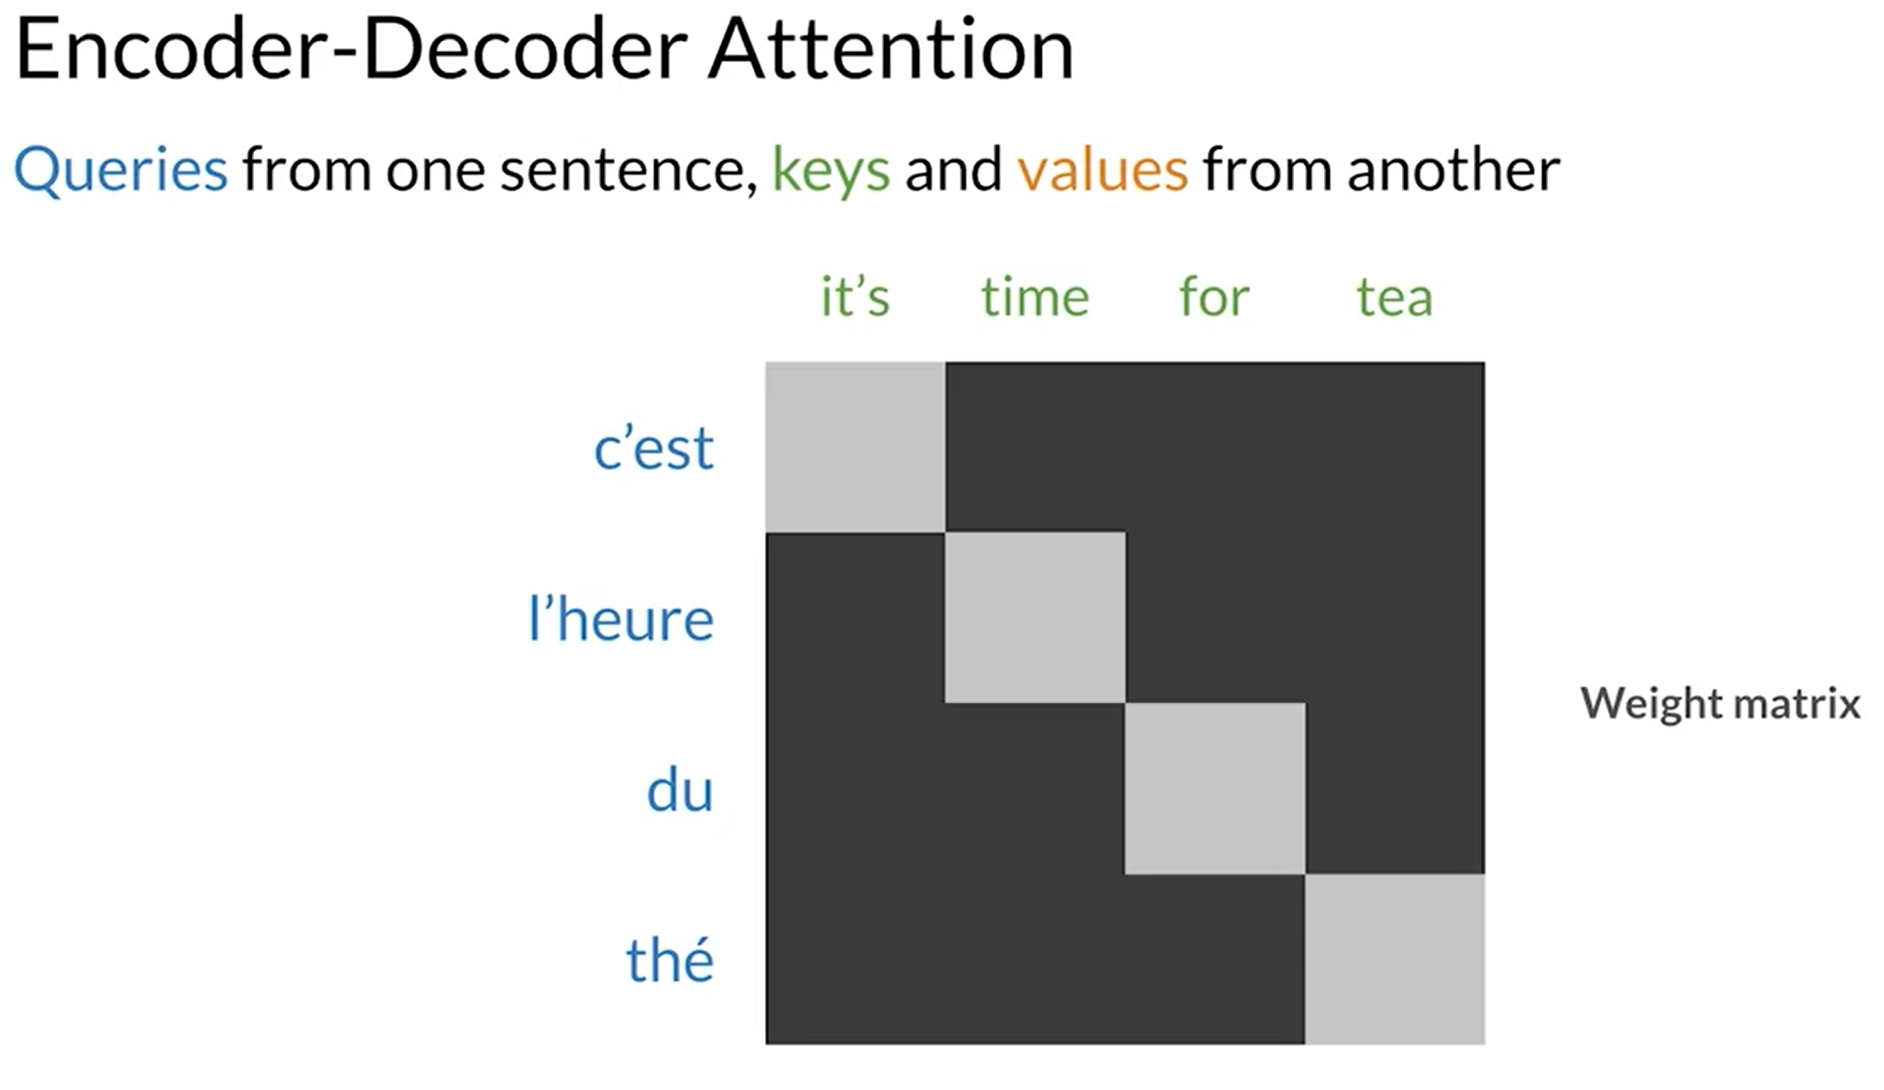 Encoder-Decoder Attention
Queries from one sentence, keys and values from another
it’s time for tea
c’est
l’heure
du
thé
Weight matrix